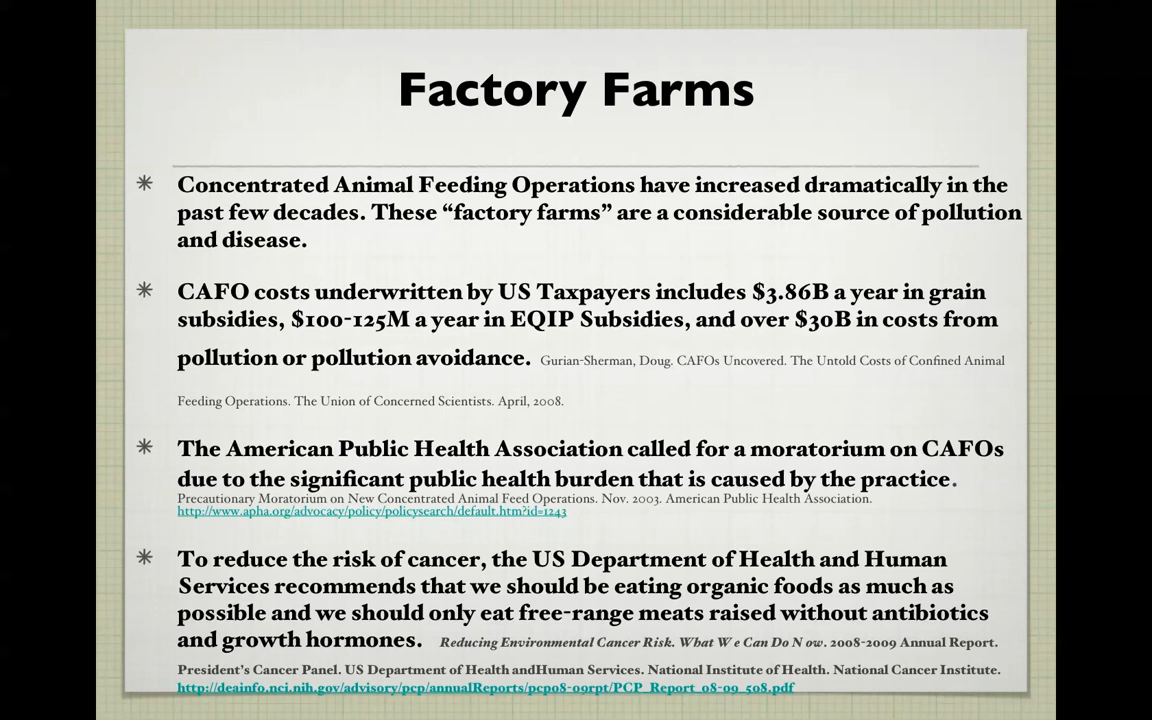 Factory Farms
Concentrated Animal Feeding Operations have increased dramatically in the
past few decades. These “factory farms” are a considerable source of pollution
and disease.
CAFO costs underwritten by US Taxpayers includes $3.86B a year in grain
subsidies, $100-125M a year in EQIP Subsidies, and over $30B in costs from
pollution or pollution avoidance. Gurian-Sherman, Doug. CAFOs Uncovered. The Untold Costs of Confined Animal
Feeding Operations. The Union of Concerned Scientists. April, 2008.
The American Public Health Association called for a moratorium on CAFOs
due to the significant public health burden that is caused by the practice.
Precautionary Moratorium on New Concentrated Animal Feed Operations. Nov. 2003. American Public Health Association.
http://www.apha.org/advocacy/policy/policysearch/default.htm?id=1243
To reduce the risk of cancer, the US Department of Health and Human
Services recommends that we should be eating organic foods as much as
possible and we should only eat free-range meats raised without antibiotics
and growth hormones. Reducing Environmental Cancer Risk. What W e Can Do N ow. 2008-2009 Annual Report.
President’s Cancer Panel. US Department of Health andHuman Services. National Institute of Health. National Cancer Institute.
http://deainfo.nci.nih.gov/advisory/pcp/annualReports/pcp08-09rpt/PCP_Report_08-09_508.pdf